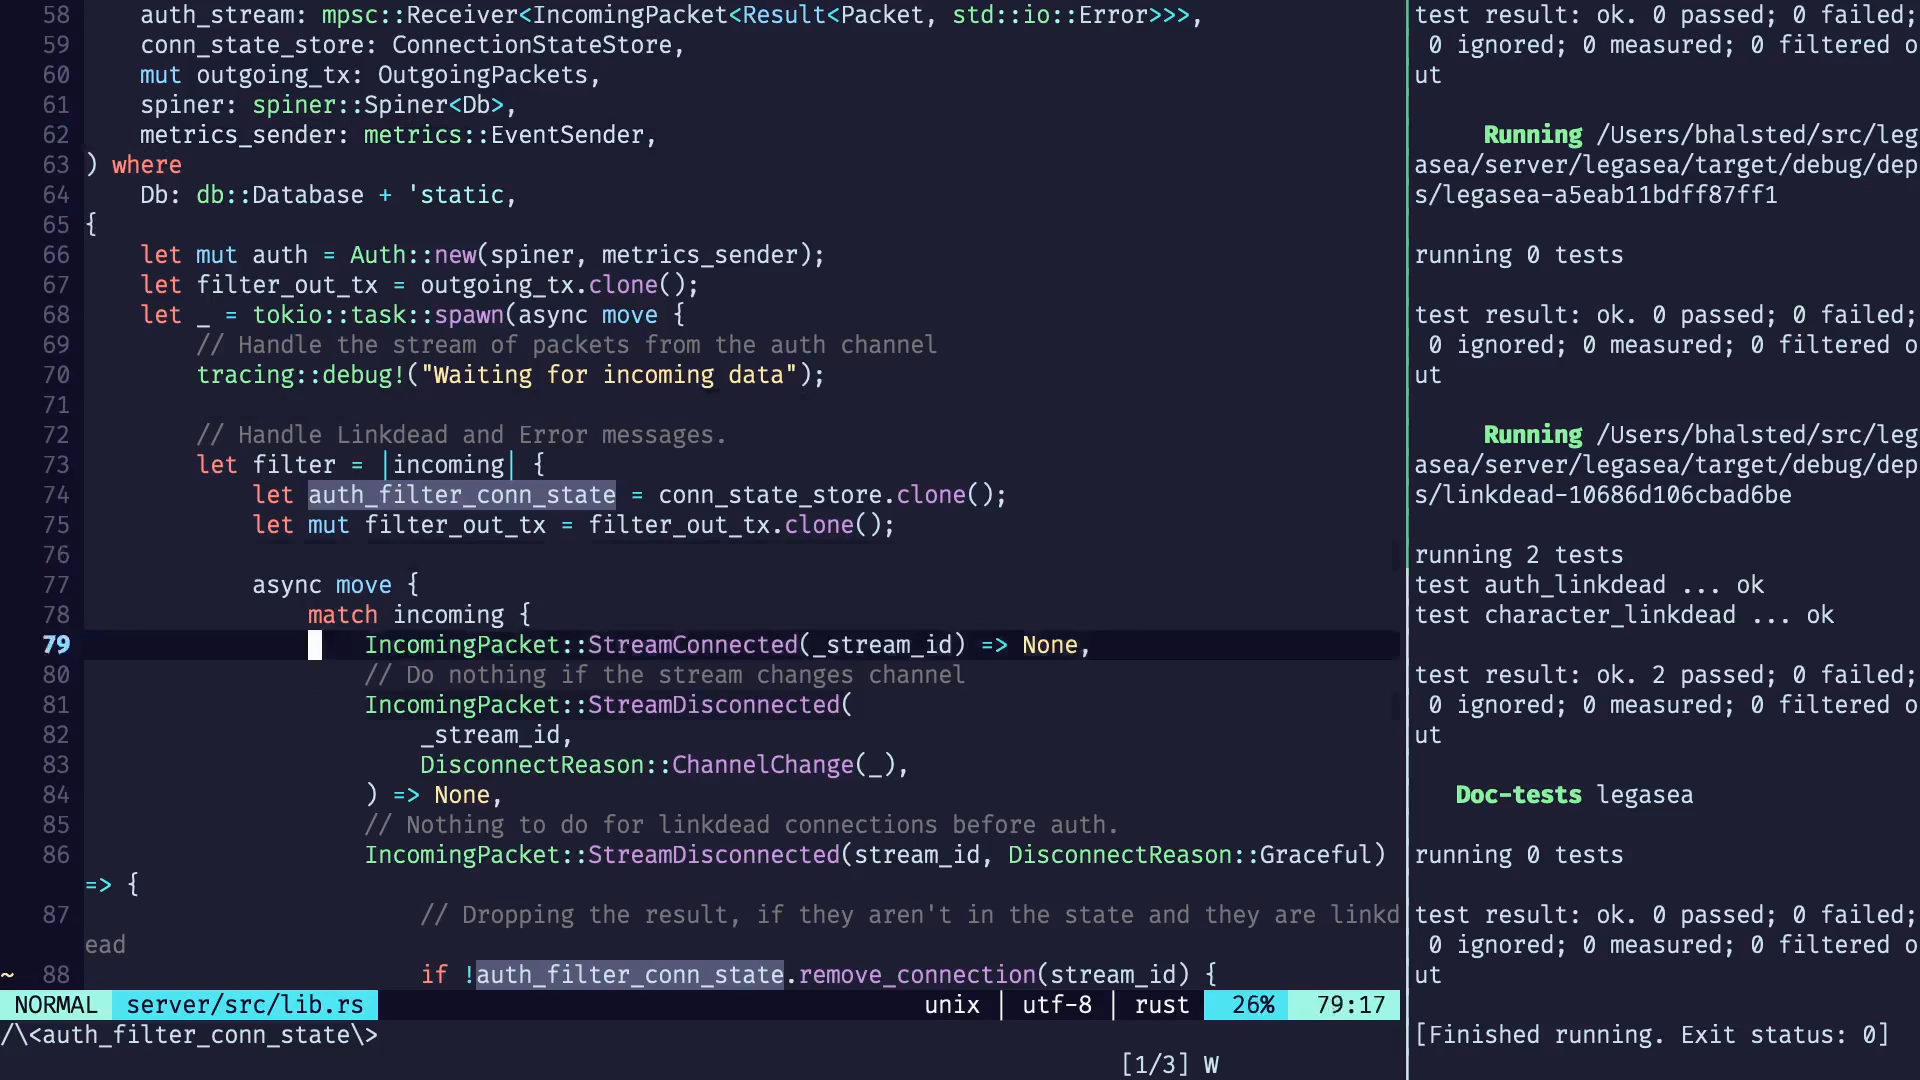 58 auth_stream: mpsc::Receiver<IncomingPacket<Result<Packet, std::io::Error>>>,
59 conn_state_store: ConnectionStateStore,
60 mut outgoing_tx: OutgoingPackets,
61 spiner: spiner::Spiner<Db>,
62 metrics_sender: metrics::EventSender,
63 ) where
64 Db: db::Database + 'static,
65 {
66 let mut auth = Auth::new(spiner, metrics_sender);
67 let filter_out_tx = outgoing_tx.clone();
68 let _ = tokio::task::spawn(async move {
69 // Handle the stream of packets from the auth channel
70 tracing::debug!("Waiting for incoming data");
71
72 // Handle Linkdead and Error messages.
73 let filter = |incoming| {
74 let auth_filter_conn_state = conn_state_store.clone();
75 let mut filter_out_tx = filter_out_tx.clone();
76
77 async move {
78 match incoming {
79 IncomingPacket::StreamConnected(_stream_id) => None,
80 // Do nothing if the stream changes channel
81 IncomingPacket::StreamDisconnected(
82 _stream_id,
83 DisconnectReason::ChannelChange(_),
84 ) => None,
85 // Nothing to do for linkdead connections before auth.
86 IncomingPacket::StreamDisconnected(stream_id, DisconnectReason::Graceful)
=> {
87 // Dropping the result, if they aren't in the state and they are linkd
ead
~ 88 if !auth_filter_conn_state.remove_connection(stream_id) {
NORMAL server/src/lib.rs unix | utf-8 | rust 26% 79:17
/\<auth_filter_conn_state\>
[1/3] W
test result: ok. 0 passed; 0 failed;
0 ignored; 0 measured; 0 filtered o
ut
Running /Users/bhalsted/src/leg
asea/server/legasea/target/debug/dep
s/legasea-a5eab11bdff87ff1
running 0 tests
test result: ok. 0 passed; 0 failed;
0 ignored; 0 measured; 0 filtered o
ut
Running /Users/bhalsted/src/leg
asea/server/legasea/target/debug/dep
s/linkdead-10686d106cbad6be
running 2 tests
test auth_linkdead ... ok
test character_linkdead ... ok
test result: ok. 2 passed; 0 failed;
0 ignored; 0 measured; 0 filtered o
ut
Doc-tests legasea
running 0 tests
test result: ok. 0 passed; 0 failed;
0 ignored; 0 measured; 0 filtered o
ut
[Finished running. Exit status: 0]